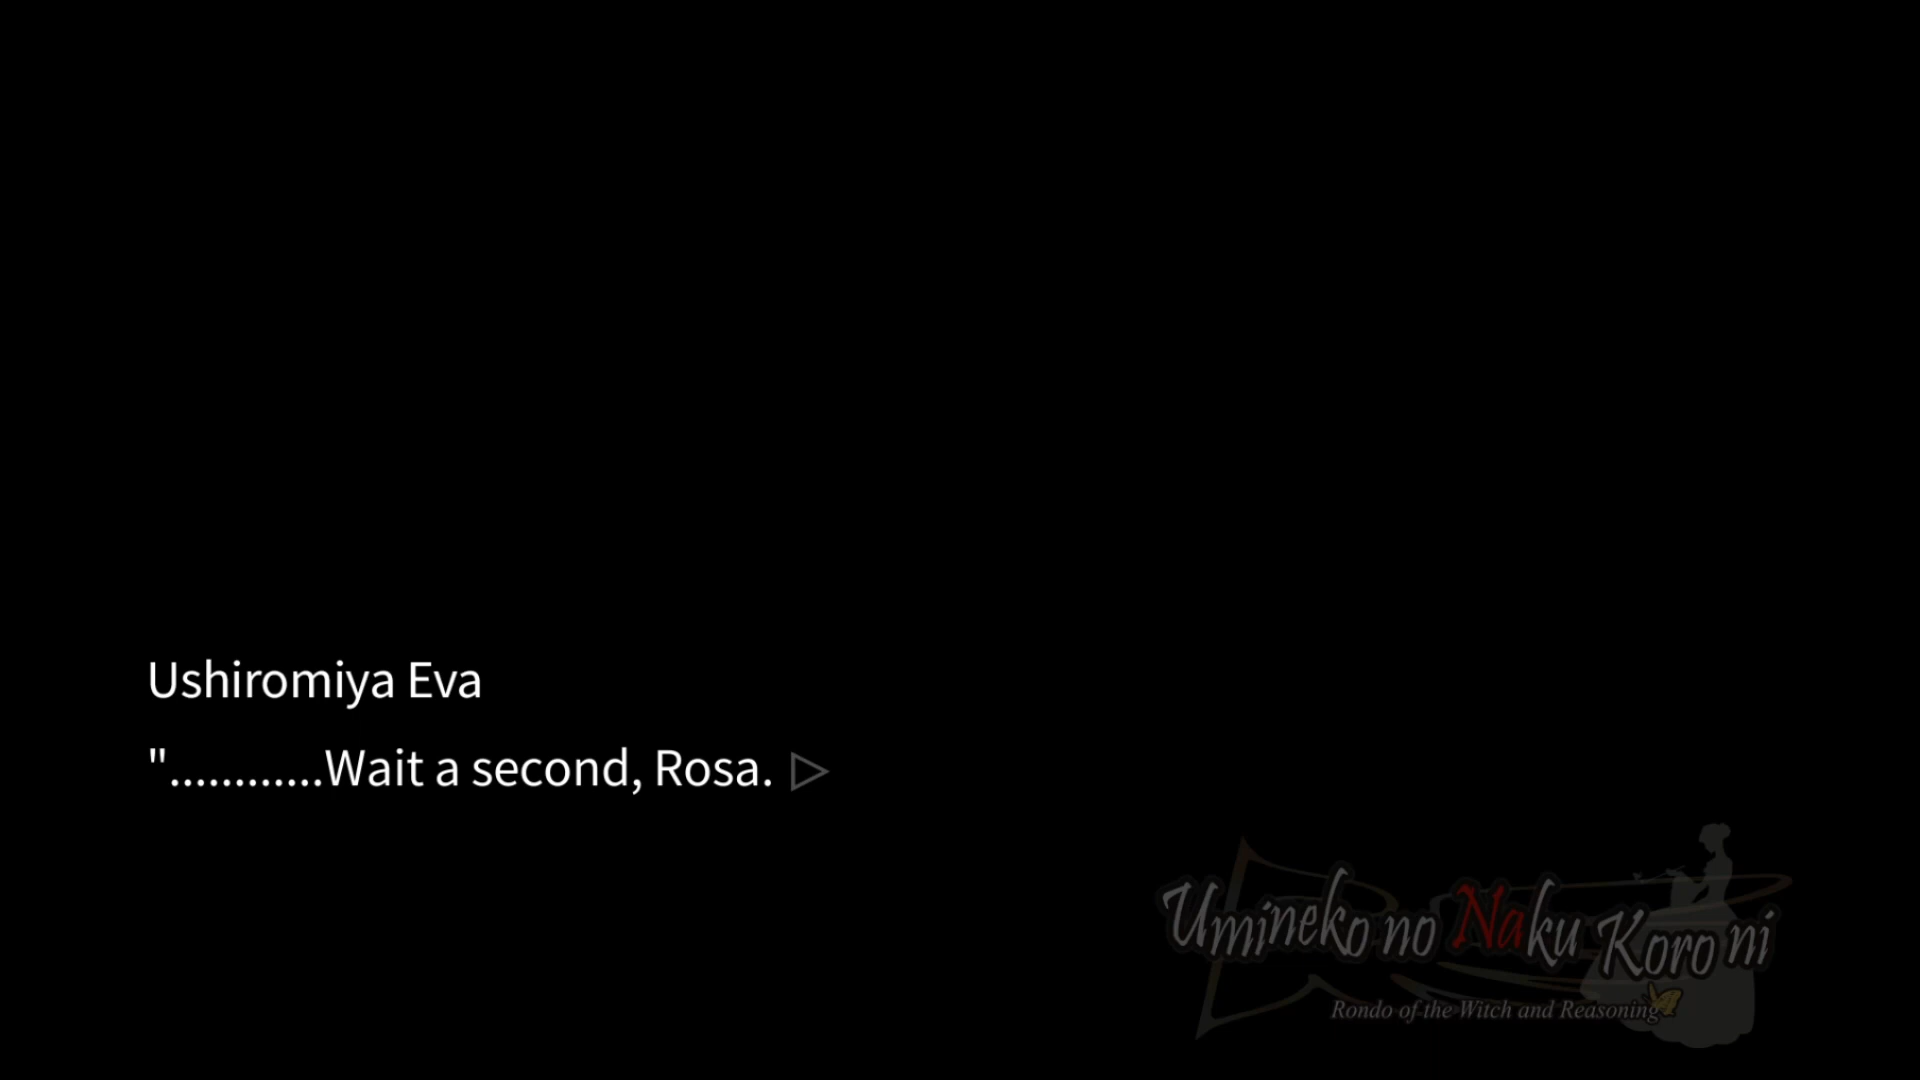 Ushiromiya Eva
"............Wait a second, Rosa.
Umineko no Naku Koro ni
Rondo of the Witch and Reasoning